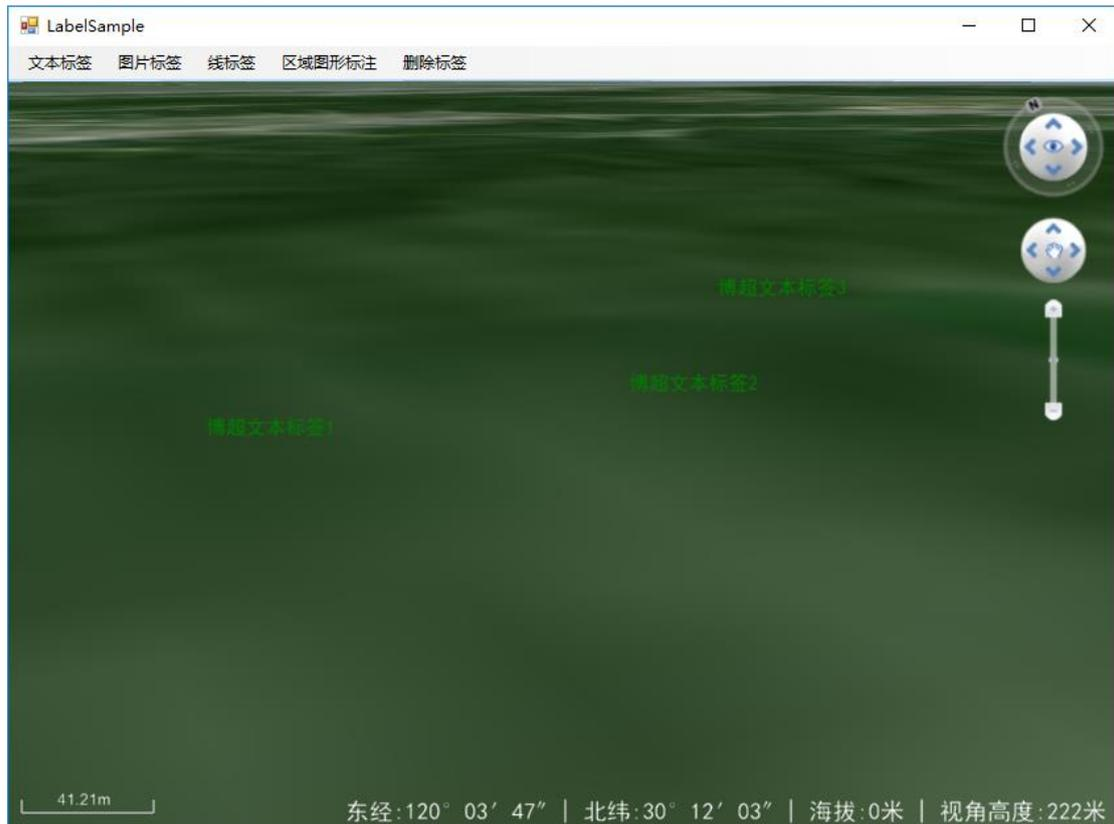 LabelSample
文本标签 图片标签 线标签 区域图形标注 删除标签
N
博超文本标签3
博超文本标签2
博超文本标签1
41.21m
东经:120° 03′ 47″ | 北纬:30° 12′ 03″ | 海拔:0米 | 视角高度:222米